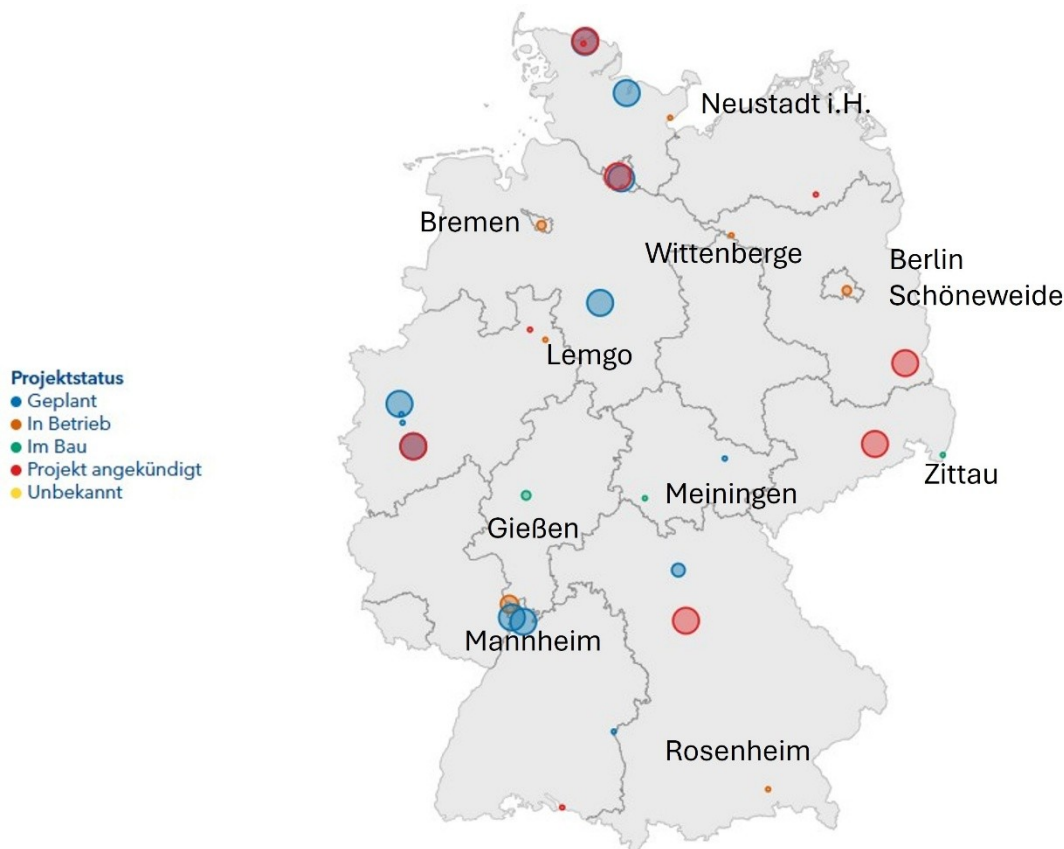 Neustadt i.H.
Bremen
Wittenberge
Berlin
Schöneweide
Lemgo
Projektstatus
Geplant
In Betrieb
Im Bau
Projekt angekündigt
Unbekannt
Zittau
Meiningen
Gießen
Mannheim
Rosenheim